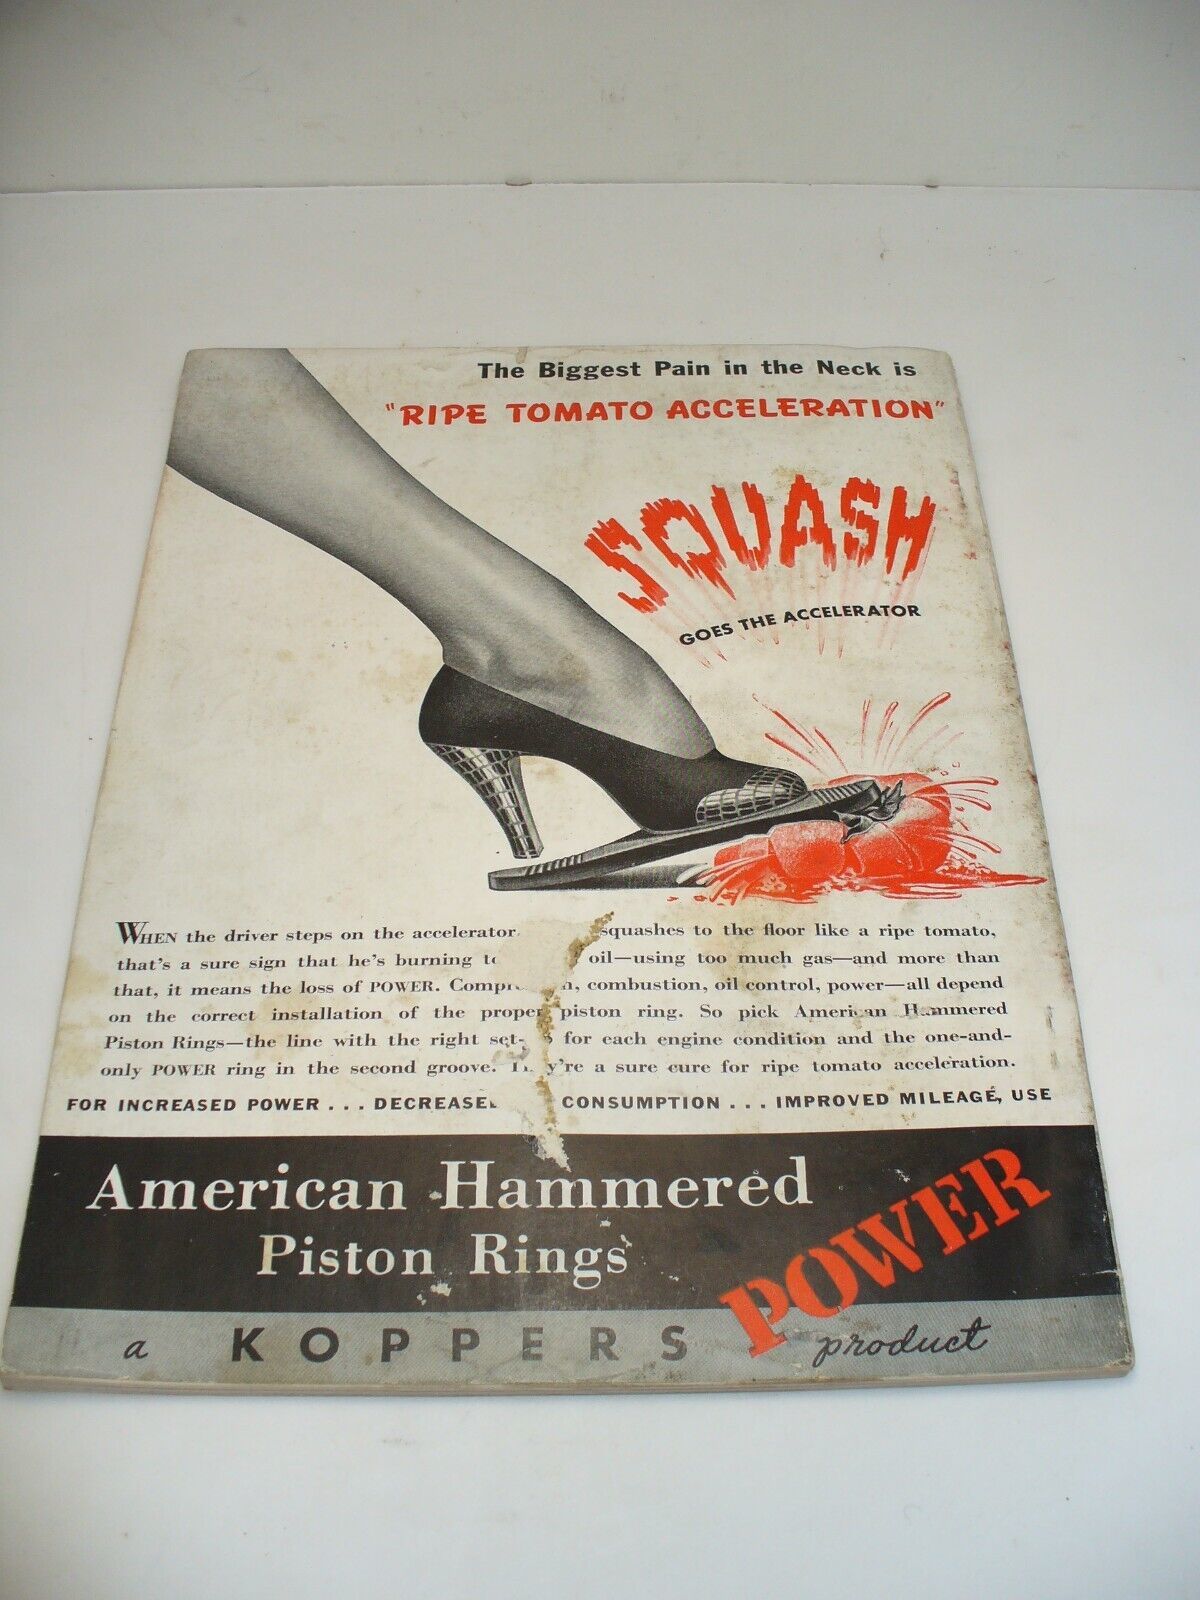 The Biggest Pain in the Neck is
"RIPE TOMATO ACCELERATION"
SQUASH
GOES THE ACCELERATOR
WHEN the driver steps on the accelerator squashes to the floor like a ripe tomato,
that's a sure sign that he's burning oil—using too much gas—and more than
that, it means the loss of POWER. combustion, oil control, power—all depend
on the correct installation of the proper piston ring. So pick American Hammered
Piston Rings—the line with the right for each engine condition and the one-and-
only POWER ring in the second groove. a sure cure for ripe tomato acceleration.
FOR INCREASED POWER . . . CONSUMPTION . . . IMPROVED MILEAGE, USE
American Hammered
Piston Rings
POWER
a KOPPERS product